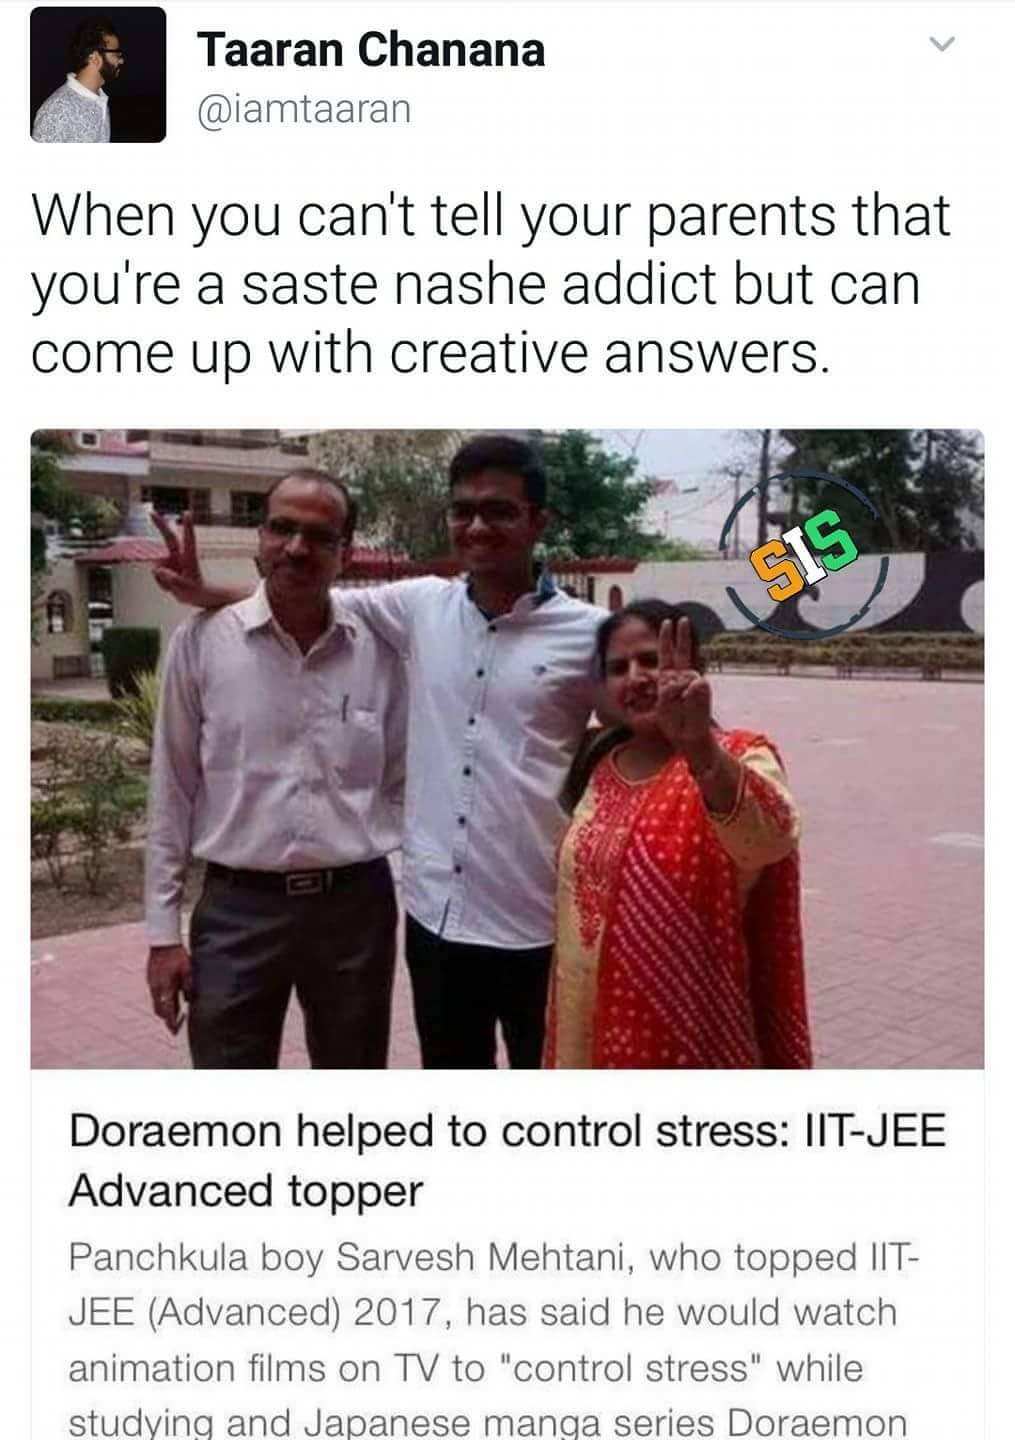 Taaran Chanana
@iamtaaran
When you can't tell your parents that
you're a saste nashe addict but can
come up with creative answers.
SIS
Doraemon helped to control stress: IIT-JEE
Advanced topper
Panchkula boy Sarvesh Mehtani, who topped IIT-
JEE (Advanced) 2017, has said he would watch
animation films on TV to "control stress" while
studying and Japanese manga series Doraemon